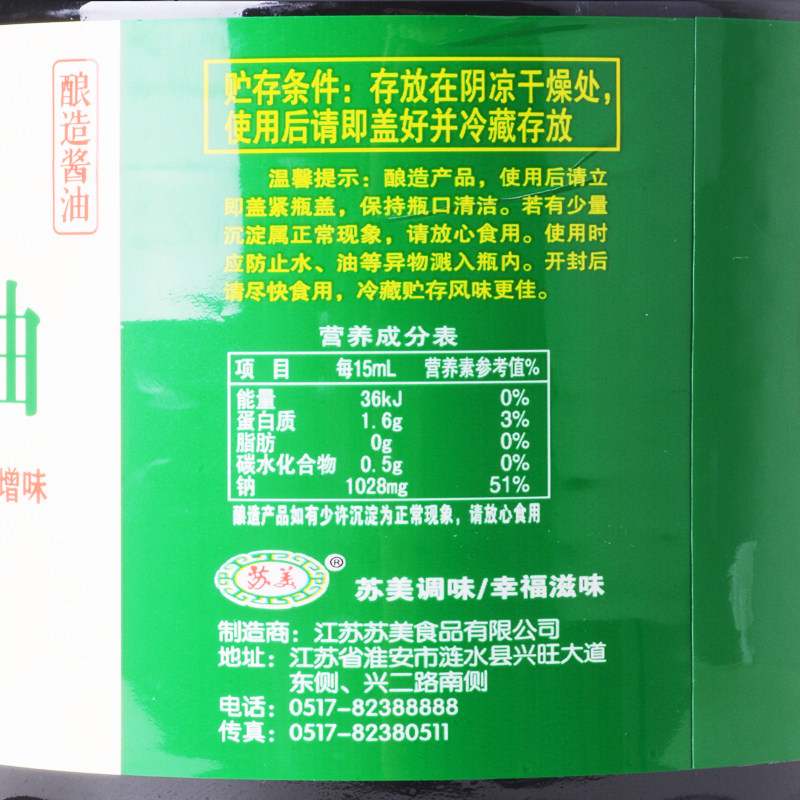 酿造酱油
油
增味
贮存条件：存放在阴凉干燥处，
使用后请即盖好并冷藏存放
温馨提示：酿造产品，使用后请立
即盖紧瓶盖，保持瓶口清洁。若有少量
沉淀属正常现象，请放心食用。使用时
应防止水、油等异物溅入瓶内。开封后
请尽快食用，冷藏贮存风味更佳。
营养成分表
项 目 每15mL 营养素参考值%
能量 36kJ 0%
蛋白质 1.6g 3%
脂肪 0g 0%
碳水化合物 0.5g 0%
钠 1028mg 51%
酿造产品如有少许沉淀为正常现象，请放心食用
苏美®
苏美调味/幸福滋味
制造商：江苏苏美食品有限公司
地址：江苏省淮安市涟水县兴旺大道
东侧、兴二路南侧
电话：0517-82388888
传真：0517-82380511